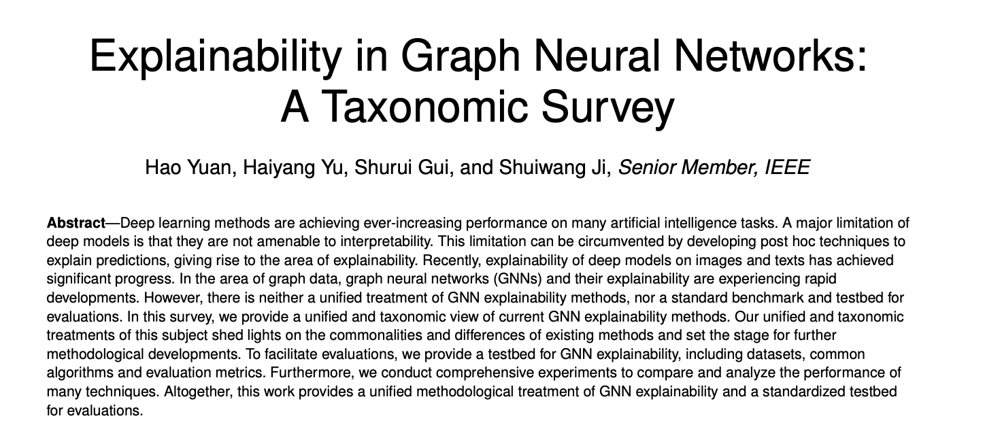 Explainability in Graph Neural Networks:
A Taxonomic Survey
Hao Yuan, Haiyang Yu, Shurui Gui, and Shuiwang Ji, Senior Member, IEEE
Abstract—Deep learning methods are achieving ever-increasing performance on many artificial intelligence tasks. A major limitation of
deep models is that they are not amenable to interpretability. This limitation can be circumvented by developing post hoc techniques to
explain predictions, giving rise to the area of explainability. Recently, explainability of deep models on images and texts has achieved
significant progress. In the area of graph data, graph neural networks (GNNs) and their explainability are experiencing rapid
developments. However, there is neither a unified treatment of GNN explainability methods, nor a standard benchmark and testbed for
evaluations. In this survey, we provide a unified and taxonomic view of current GNN explainability methods. Our unified and taxonomic
treatments of this subject shed lights on the commonalities and differences of existing methods and set the stage for further
methodological developments. To facilitate evaluations, we provide a testbed for GNN explainability, including datasets, common
algorithms and evaluation metrics. Furthermore, we conduct comprehensive experiments to compare and analyze the performance of
many techniques. Altogether, this work provides a unified methodological treatment of GNN explainability and a standardized testbed
for evaluations.